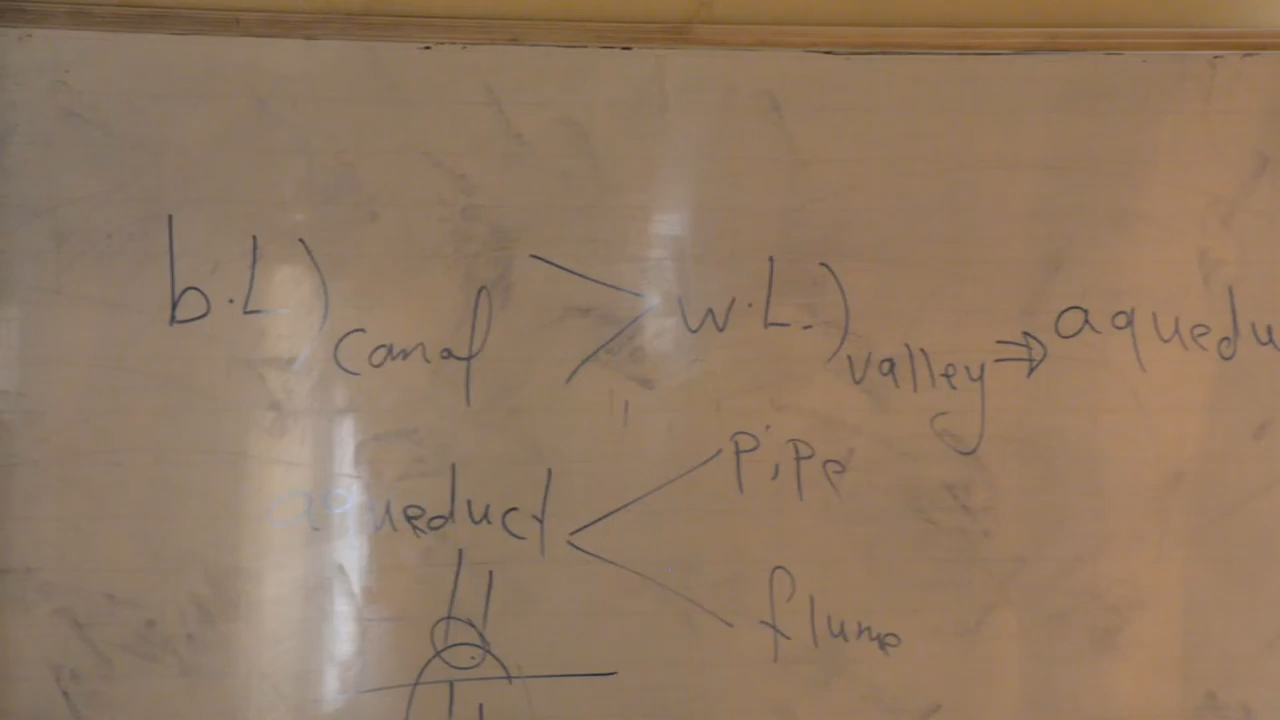 b.L) canal > w.L.) valley ⇒ aquedu
aqueduct < pipe
flume